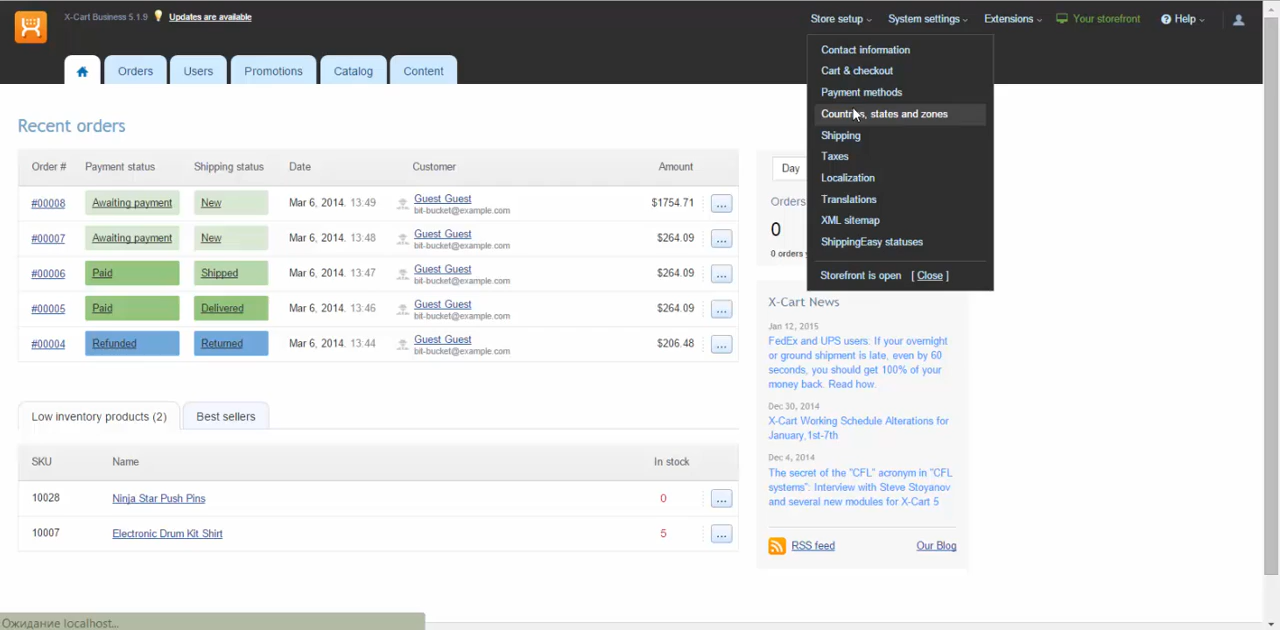 X-Cart Business 5.1.9 Updates are available
Store setup System settings Extensions Your storefront Help
Orders Users Promotions Catalog Content
Contact information
Cart & checkout
Payment methods
Countries, states and zones
Shipping
Taxes
Localization
Translations
XML sitemap
ShippingEasy statuses
Storefront is open [ Close ]
Recent orders
Order # Payment status Shipping status Date Customer Amount
#00008 Awaiting payment New Mar 6, 2014. 13:49 Guest Guest $1754.71 ...
bit-bucket@example.com
#00007 Awaiting payment New Mar 6, 2014. 13:48 Guest Guest $264.09 ...
bit-bucket@example.com
#00006 Paid Shipped Mar 6, 2014. 13:47 Guest Guest $264.09 ...
bit-bucket@example.com
#00005 Paid Delivered Mar 6, 2014. 13:46 Guest Guest $264.09 ...
bit-bucket@example.com
#00004 Refunded Returned Mar 6, 2014. 13:44 Guest Guest $206.48 ...
bit-bucket@example.com
Low inventory products (2) Best sellers
SKU Name In stock
10028 Ninja Star Push Pins 0 ...
10007 Electronic Drum Kit Shirt 5 ...
Day
Orders
0
0 orders
X-Cart News
Jan 12, 2015
FedEx and UPS users. If your overnight
or ground shipment is late, even by 60
seconds, you should get 100% of your
money back. Read how.
Dec 30, 2014
X-Cart Working Schedule Alterations for
January,1st-7th
Dec 4, 2014
The secret of the "CFL" acronym in "CFL
systems": Interview with Steve Stoyanov
and several new modules for X-Cart 5
RSS feed Our Blog
Ожидание localhost...